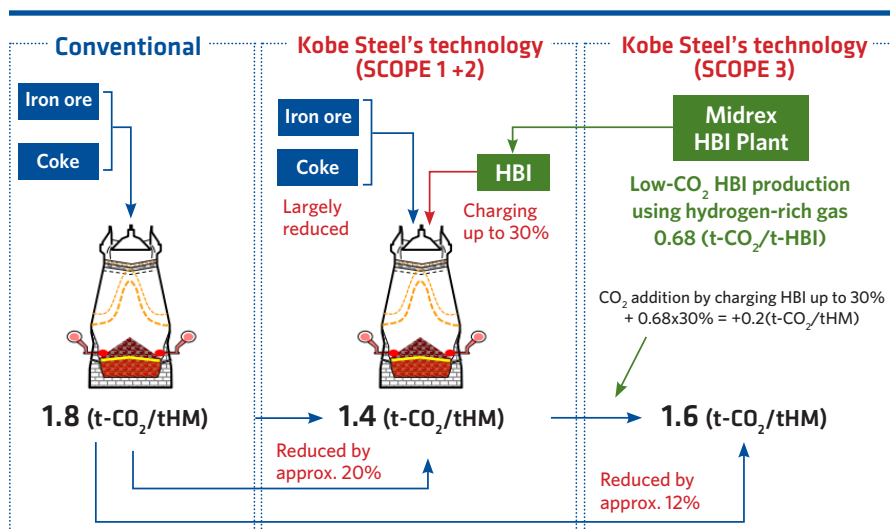 Conventional
Iron ore
Coke
1.8 (t-CO₂/tHM)
Kobe Steel's technology
(SCOPE 1 +2)
Iron ore
Coke
Largely
reduced
HBI
Charging
up to 30%
1.4 (t-CO₂/tHM)
Reduced by
approx. 20%
Kobe Steel's technology
(SCOPE 3)
Midrex
HBI Plant
Low-CO₂ HBI production
using hydrogen-rich gas
0.68 (t-CO₂/t-HBI)
CO₂ addition by charging HBI up to 30%
+ 0.68x30% = +0.2(t-CO₂/tHM)
1.6 (t-CO₂/tHM)
Reduced by
approx. 12%